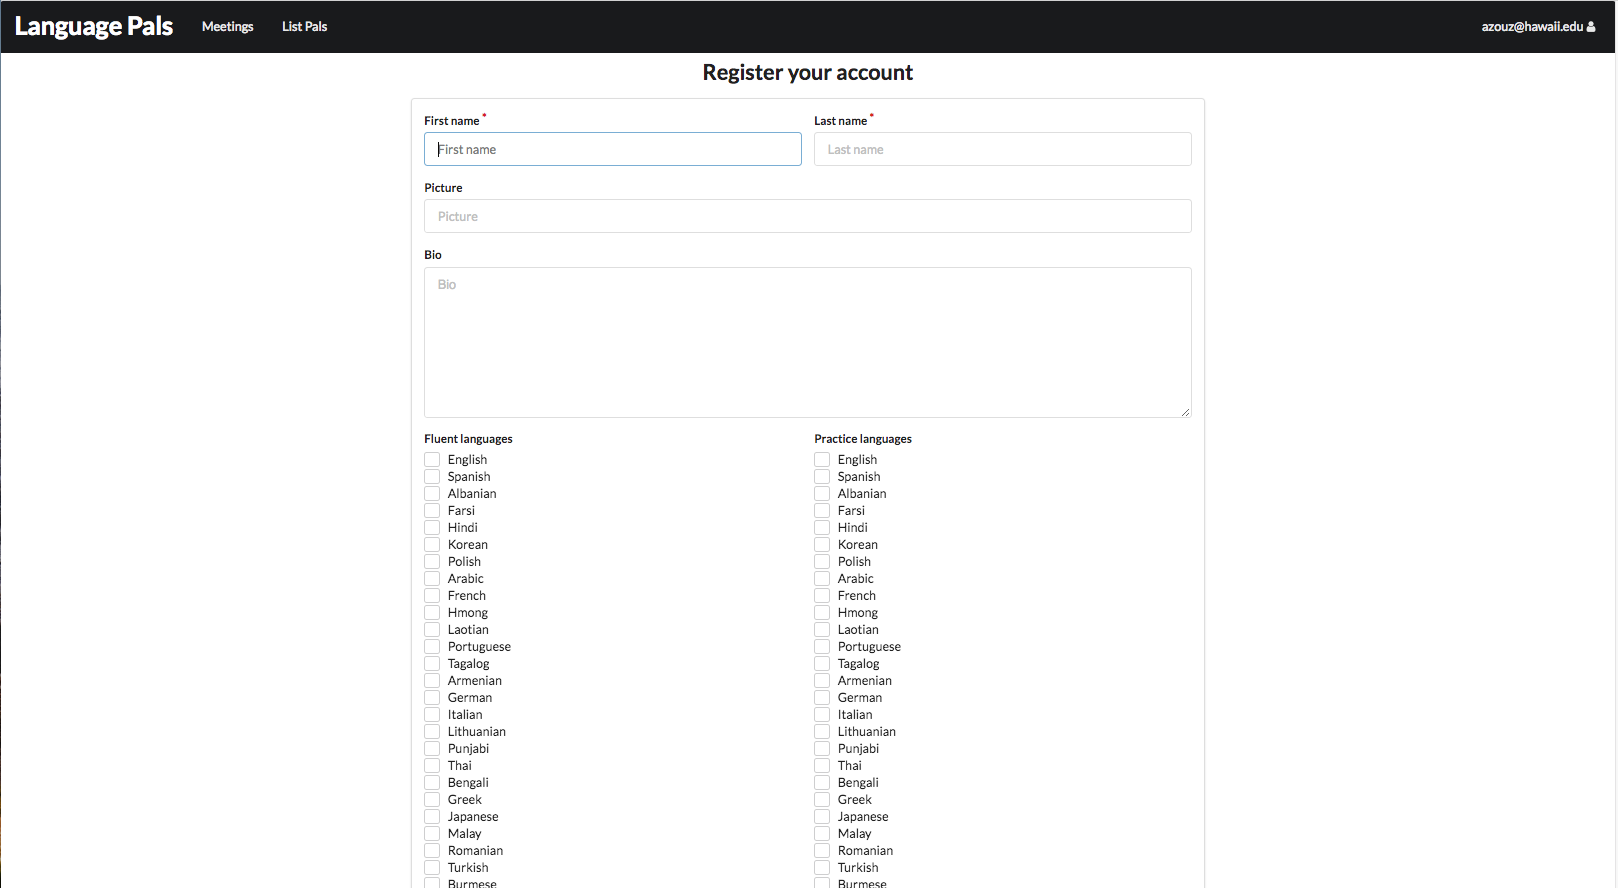 Language Pals Meetings List Pals azouz@hawaii.edu
Register your account
First name * Last name *
First name Last name
Picture
Picture
Bio
Bio
Fluent languages Practice languages
English English
Spanish Spanish
Albanian Albanian
Farsi Farsi
Hindi Hindi
Korean Korean
Polish Polish
Arabic Arabic
French French
Hmong Hmong
Laotian Laotian
Portuguese Portuguese
Tagalog Tagalog
Armenian Armenian
German German
Italian Italian
Lithuanian Lithuanian
Punjabi Punjabi
Thai Thai
Bengali Bengali
Greek Greek
Japanese Japanese
Malay Malay
Romanian Romanian
Turkish Turkish
Burmese Burmese